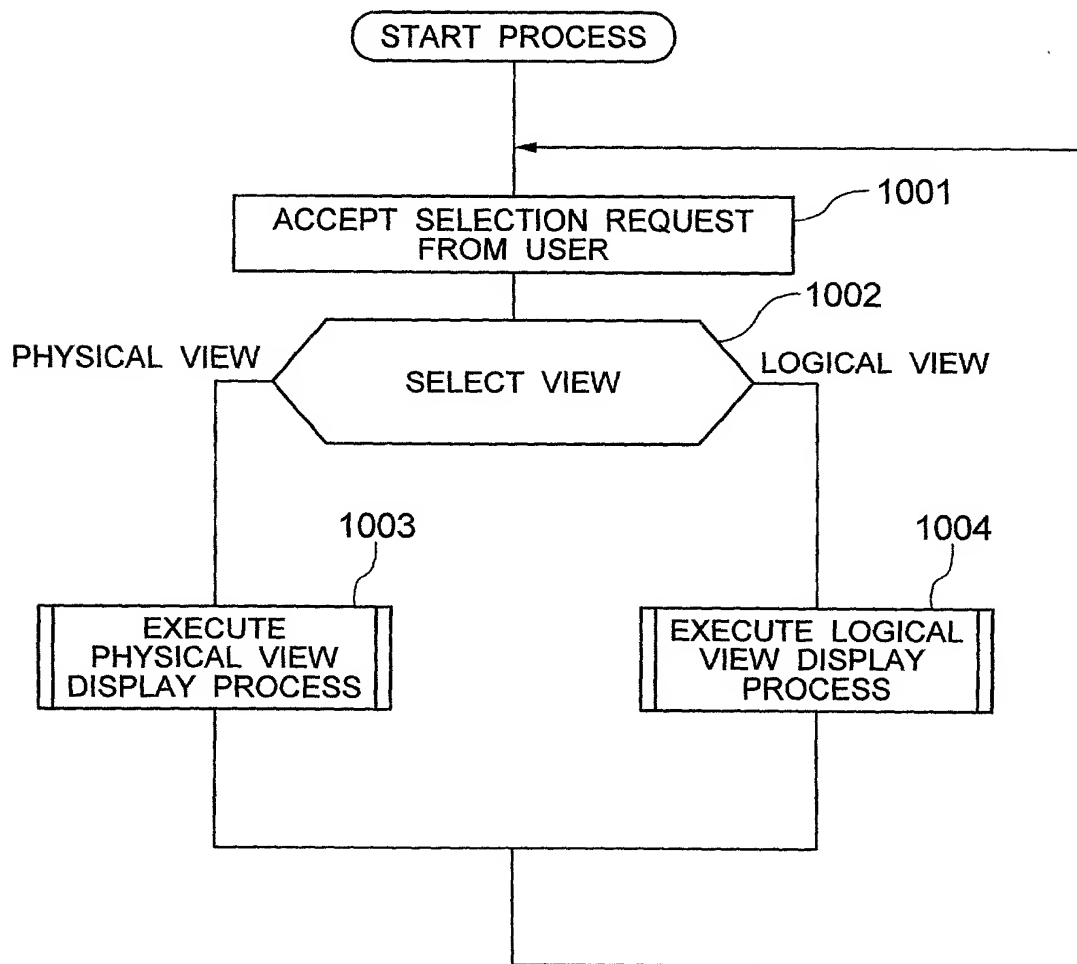 START PROCESS
1001
ACCEPT SELECTION REQUEST
FROM USER
1002
PHYSICAL VIEW
SELECT VIEW
LOGICAL VIEW
1003
EXECUTE
PHYSICAL VIEW
DISPLAY PROCESS
1004
EXECUTE LOGICAL
VIEW DISPLAY
PROCESS